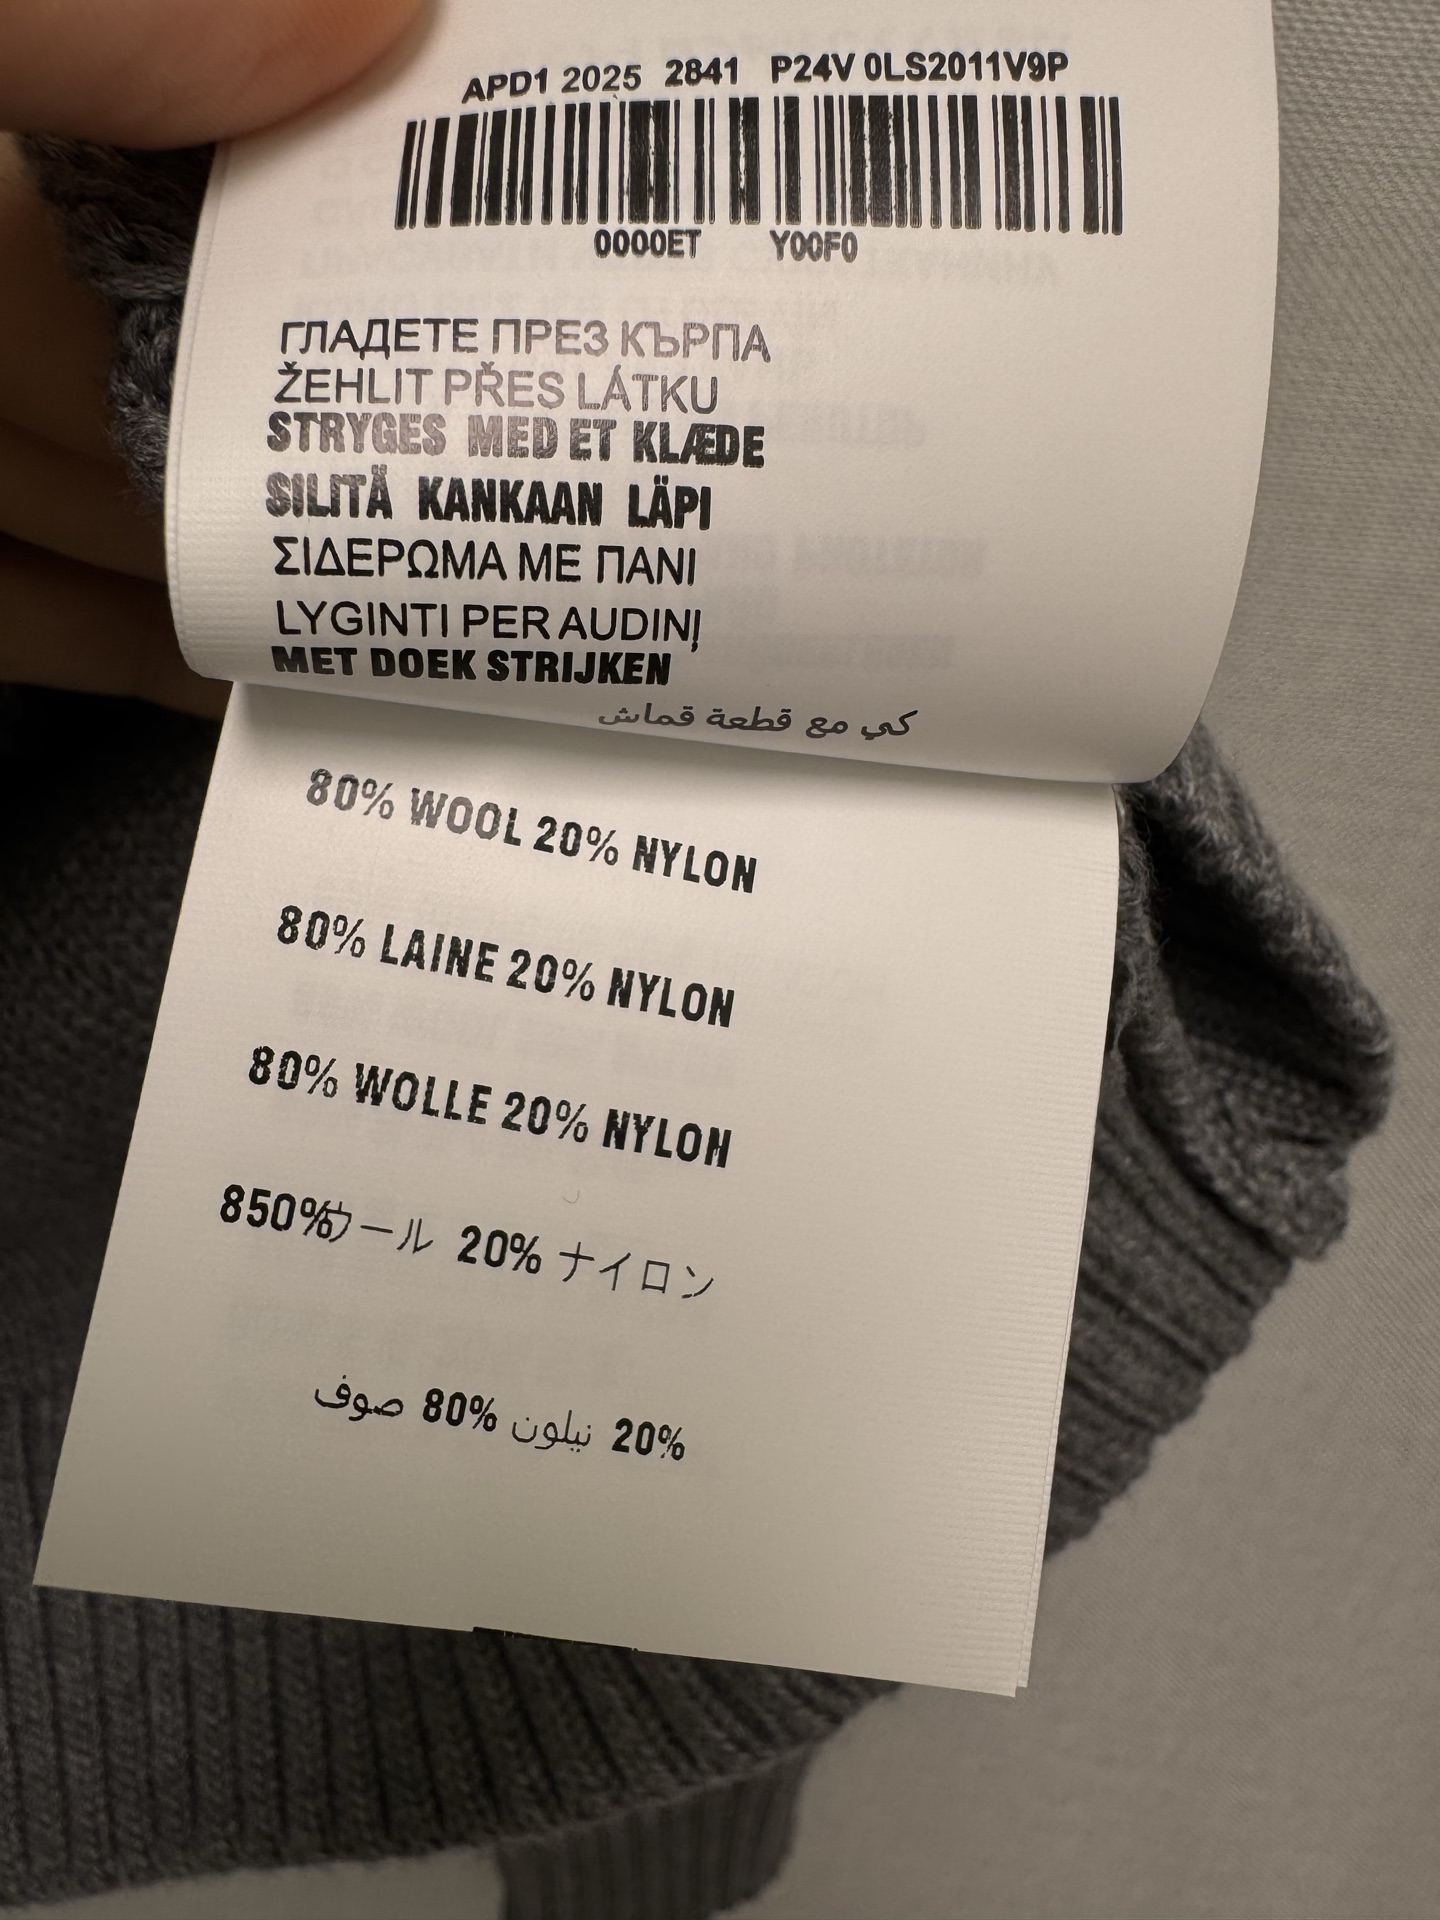 APD1 2025 2841 P24V 0LS2011V9P
0000ET Y00F0
ГЛАДЕТЕ ПРЕЗ КЪРПА
ŽEHLIT PŘES LÁTKU
STRYGES MED ET KLÆDE
SILITÄ KANKAAN LÄPI
ΣΙΔΕΡΩΜΑ ΜΕ ΠΑΝΙ
LYGINTI PER AUDINĮ
MET DOEK STRIJKEN
كي مع قطعة قماش
80% WOOL 20% NYLON
80% LAINE 20% NYLON
80% WOLLE 20% NYLON
850%ウール 20% ナイロン
20% نيلون 80% صوف